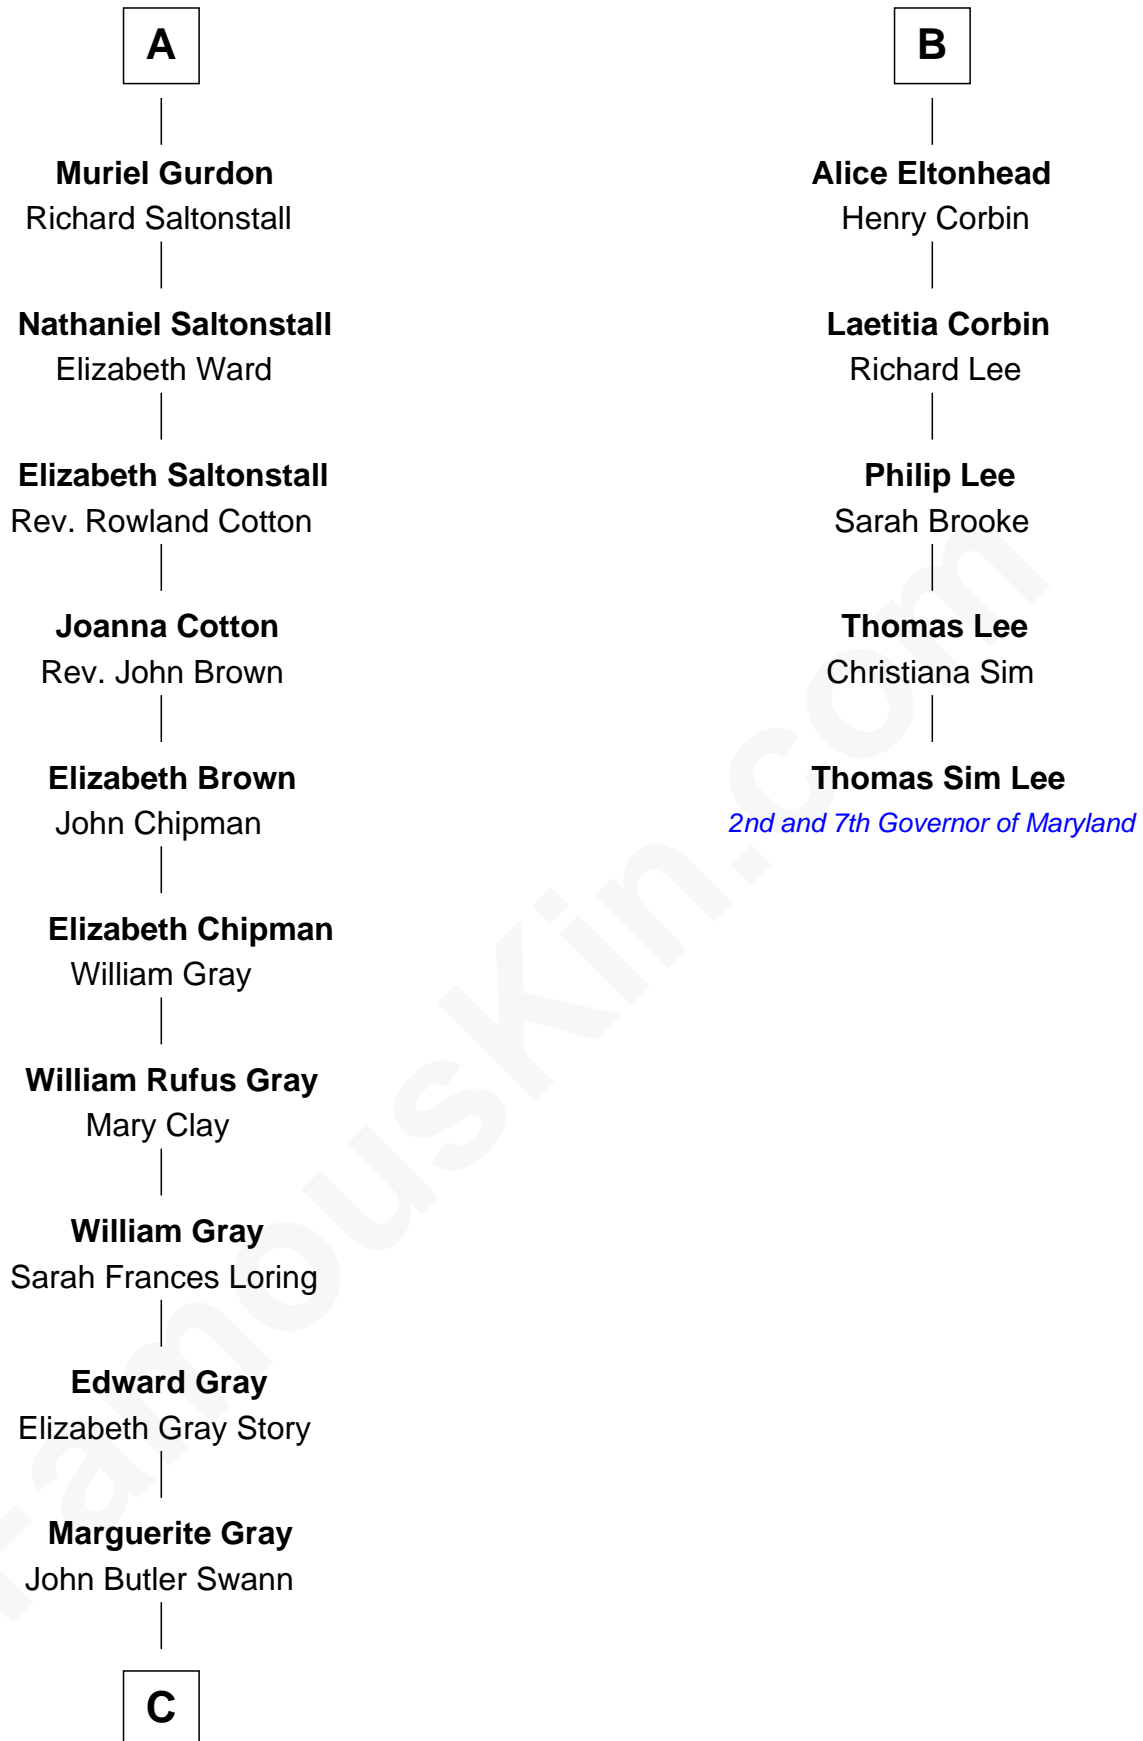 A
Muriel Gurdon
Richard Saltonstall
Nathaniel Saltonstall
Elizabeth Ward
Elizabeth Saltonstall
Rev. Rowland Cotton
Joanna Cotton
Rev. John Brown
Elizabeth Brown
John Chipman
Elizabeth Chipman
William Gray
William Rufus Gray
Mary Clay
William Gray
Sarah Frances Loring
Edward Gray
Elizabeth Gray Story
Marguerite Gray
John Butler Swann
C
B
Alice Eltonhead
Henry Corbin
Laetitia Corbin
Richard Lee
Philip Lee
Sarah Brooke
Thomas Lee
Christiana Sim
Thomas Sim Lee
2nd and 7th Governor of Maryland
FamousKin.com